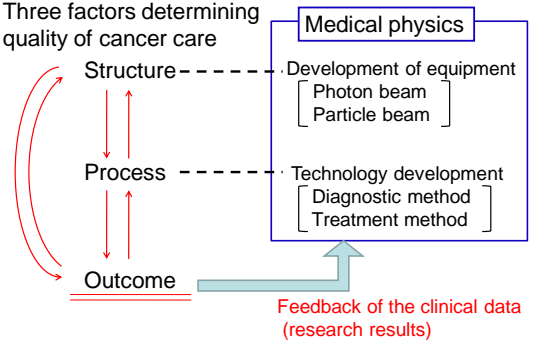 Three factors determining
quality of cancer care
Medical physics
Structure
Development of equipment
Photon beam
Particle beam
Process
Technology development
Diagnostic method
Treatment method
Outcome
Feedback of the clinical data
(research results)